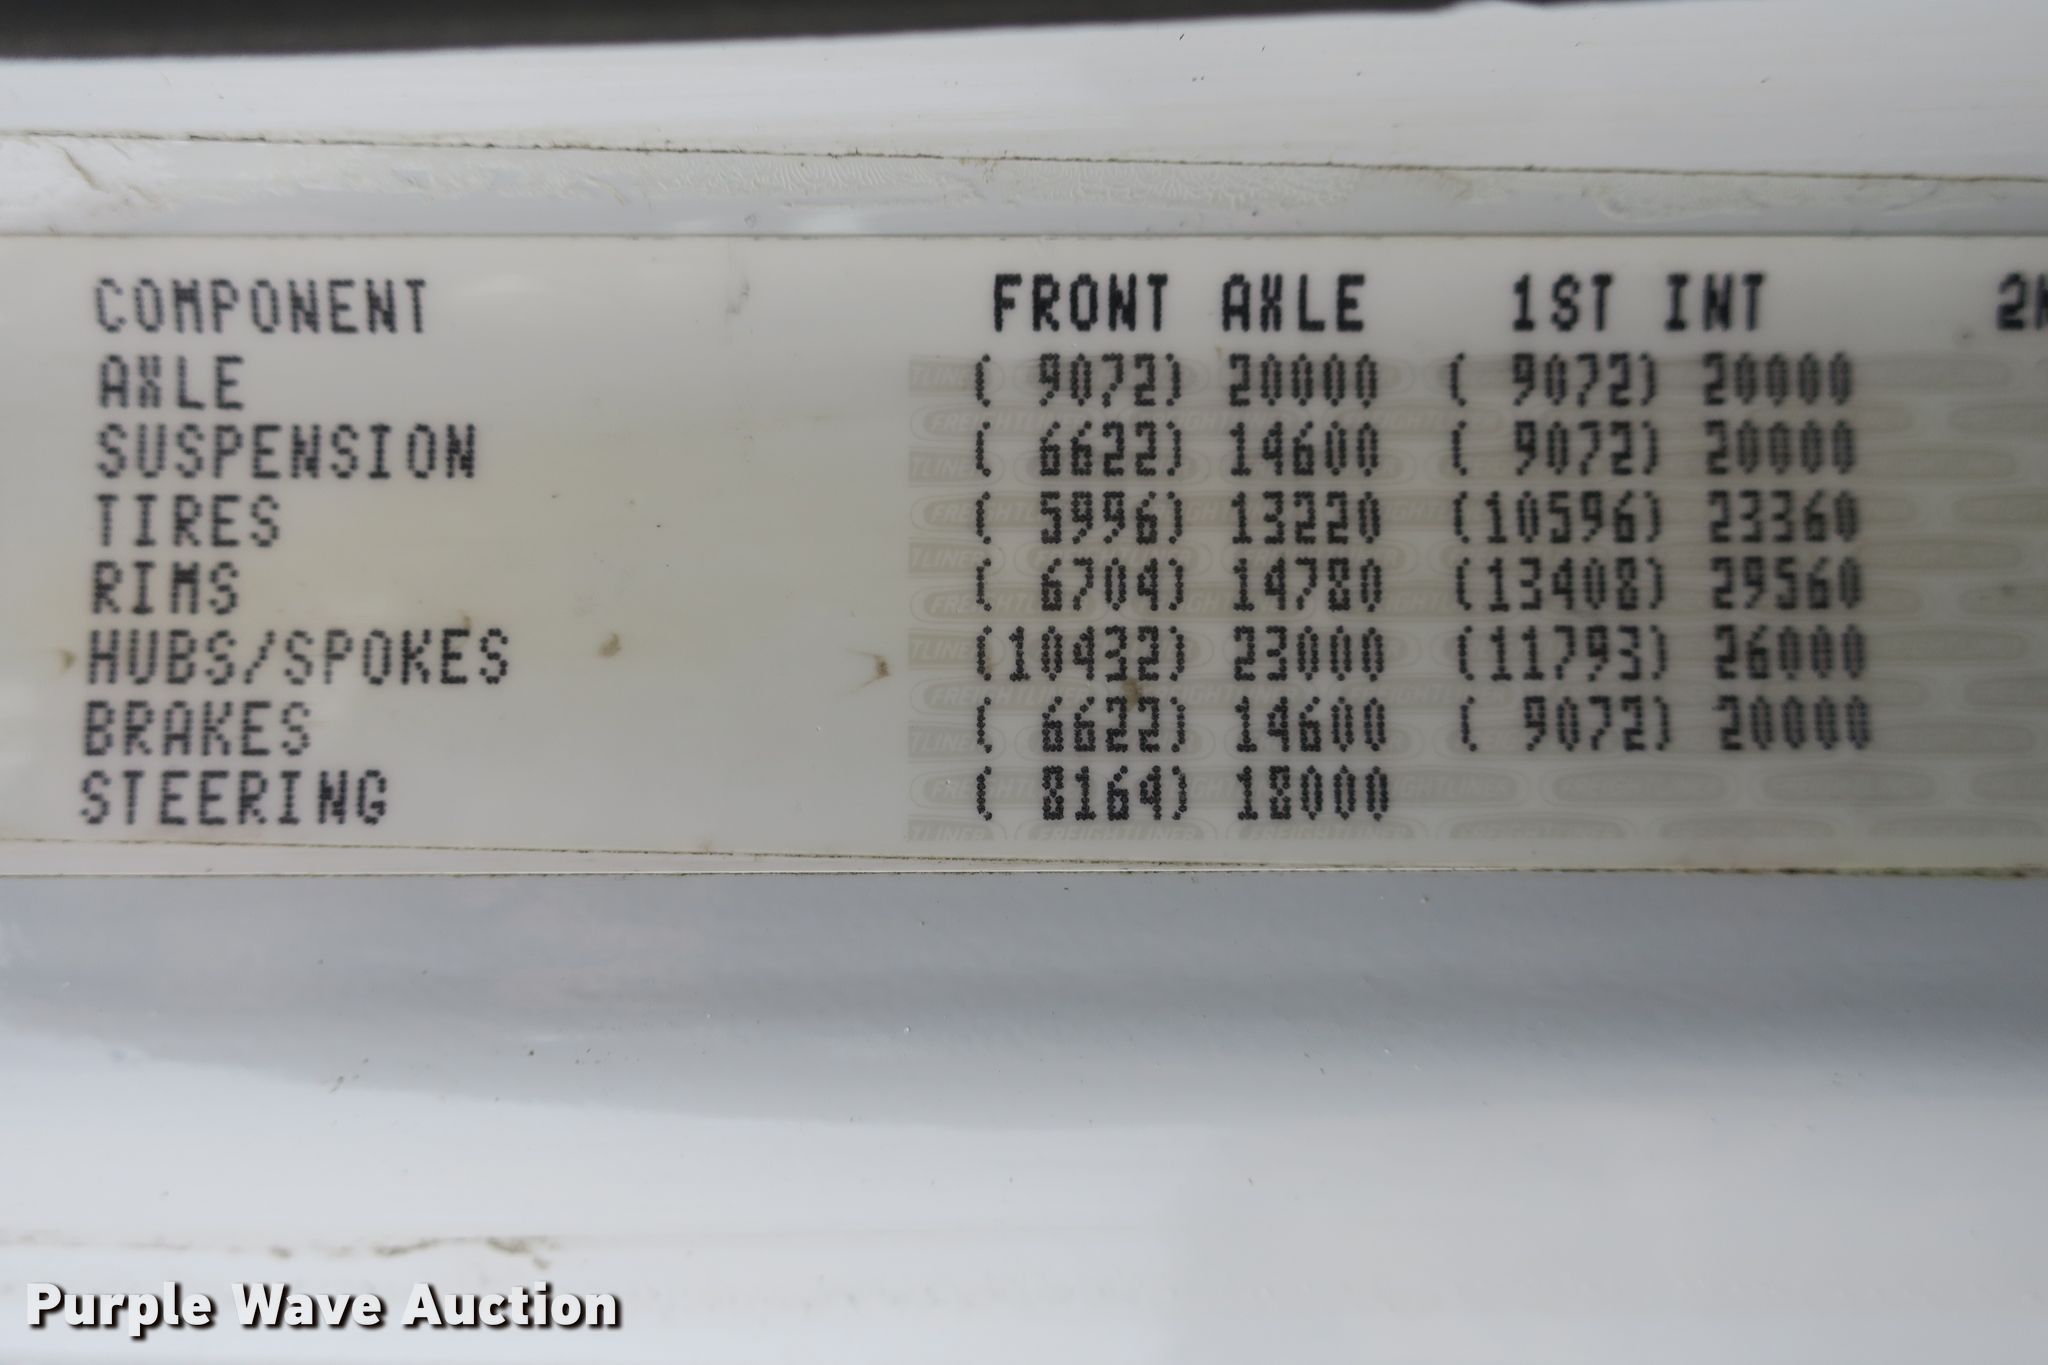 COMPONENT FRONT AXLE 1ST INT
AXLE ( 9072) 20000 ( 9072) 20000
SUSPENSION ( 6622) 14600 ( 9072) 20000
TIRES ( 5996) 13220 (10596) 23360
RIMS ( 6704) 14780 (13408) 29560
HUBS/SPOKES (10432) 23000 (11793) 26000
BRAKES ( 6622) 14600 ( 9072) 20000
STEERING ( 8164) 18000
Purple Wave Auction